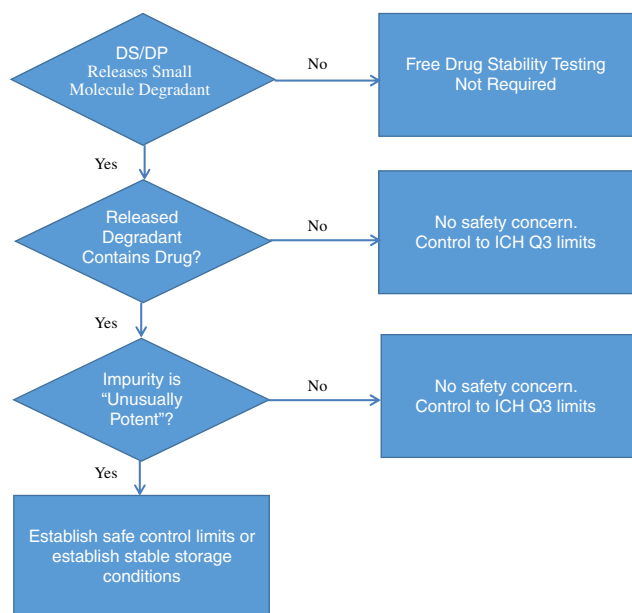 DS/DP
Releases Small
Molecule Degradant
No
Free Drug Stability Testing
Not Required
Yes
Released
Degradant
Contains Drug?
No
No safety concern.
Control to ICH Q3 limits
Yes
Impurity is
“Unusually
Potent”?
No
No safety concern.
Control to ICH Q3 limits
Yes
Establish safe control limits or
establish stable storage
conditions